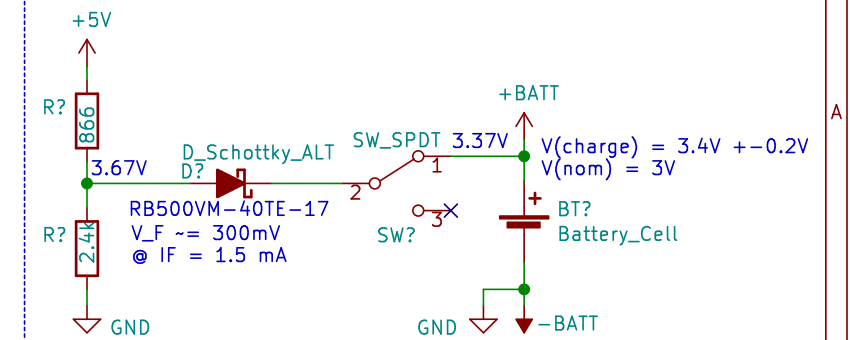 +5V
R?
866
3.67V
D_Schottky_ALT
D?
RB500VM-40TE-17
V_F ~= 300mV
@ IF = 1.5 mA
R?
2.4k
GND
SW_SPDT
2
1
3
SW?
3.37V
+BATT
V(charge) = 3.4V +-0.2V
V(nom) = 3V
+
BT?
Battery_Cell
GND
-BATT
A